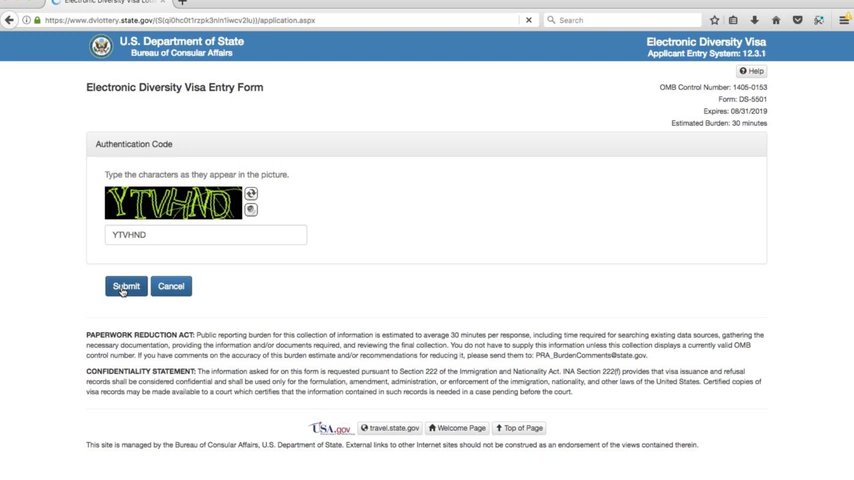 Electronic Diversity Visa Lott...
https://www.dvlottery.state.gov/(S(qi0hc0t1rzpk3nin1iwcv2lu))/application.aspx
Search
U.S. Department of State
Bureau of Consular Affairs
Electronic Diversity Visa
Applicant Entry System: 12.3.1
Help
Electronic Diversity Visa Entry Form
OMB Control Number: 1405-0153
Form: DS-5501
Expires: 08/31/2019
Estimated Burden: 30 minutes
Authentication Code
Type the characters as they appear in the picture.
YTVHND
YTVHND
Submit
Cancel
PAPERWORK REDUCTION ACT: Public reporting burden for this collection of information is estimated to average 30 minutes per response, including time required for searching existing data sources, gathering the
necessary documentation, providing the information and/or documents required, and reviewing the final collection. You do not have to supply this information unless this collection displays a currently valid OMB
control number. If you have comments on the accuracy of this burden estimate and/or recommendations for reducing it, please send them to: PRA_BurdenComments@state.gov.
CONFIDENTIALITY STATEMENT: The information asked for on this form is requested pursuant to Section 222 of the Immigration and Nationality Act. INA Section 222(f) provides that visa issuance and refusal
records shall be considered confidential and shall be used only for the formulation, amendment, administration, or enforcement of the immigration, nationality, and other laws of the United States. Certified copies of
visa records may be made available to a court which certifies that the information contained in such records is needed in a case pending before the court.
USA.gov
travel.state.gov
Welcome Page
Top of Page
This site is managed by the Bureau of Consular Affairs, U.S. Department of State. External links to other Internet sites should not be construed as an endorsement of the views contained therein.